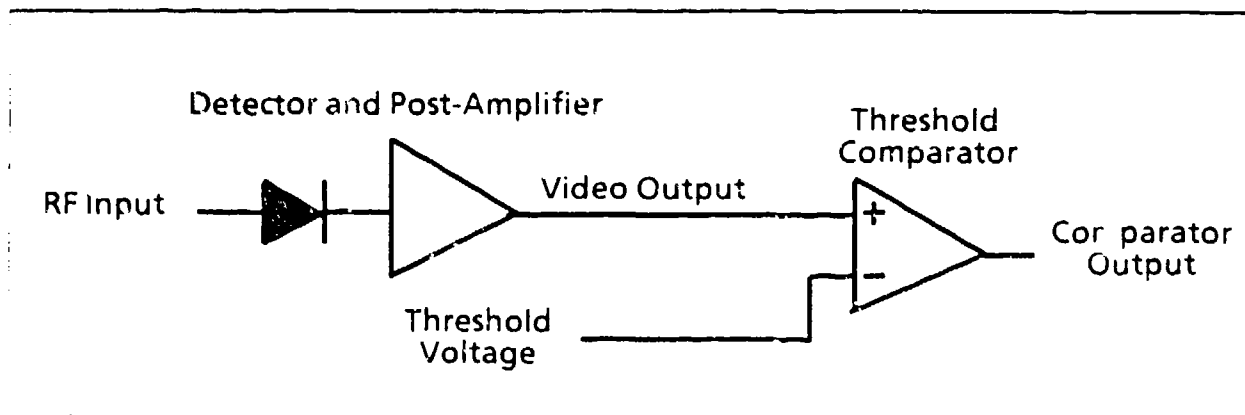 Detector and Post-Amplifier
Threshold
Comparator
RF Input
Video Output
+
Cor parator
Output
−
Threshold
Voltage